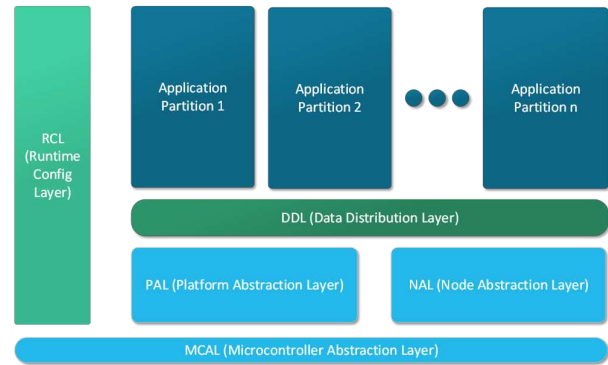 RCL
(Runtime
Config
Layer)
Application
Partition 1
Application
Partition 2
Application
Partition n
DDL (Data Distribution Layer)
PAL (Platform Abstraction Layer)
NAL (Node Abstraction Layer)
MCAL (Microcontroller Abstraction Layer)